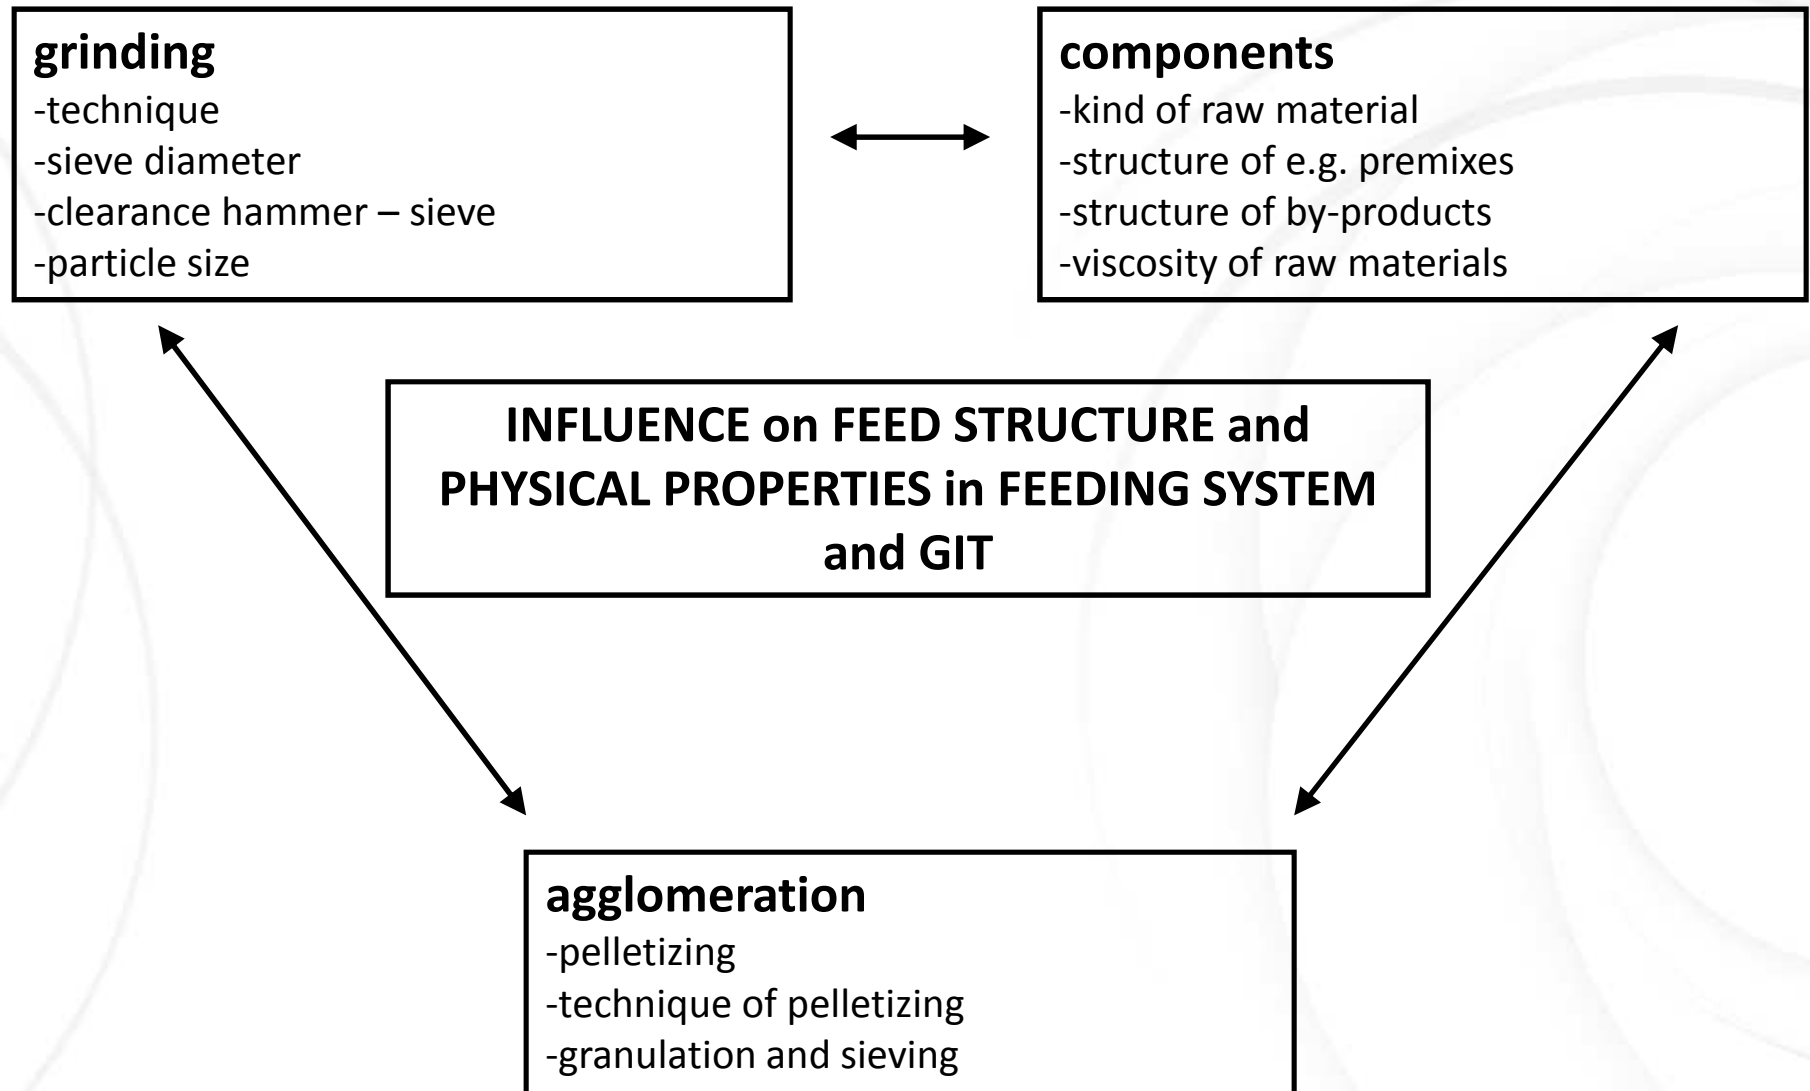 grinding
-technique
-sieve diameter
-clearance hammer – sieve
-particle size
components
-kind of raw material
-structure of e.g. premixes
-structure of by-products
-viscosity of raw materials
INFLUENCE on FEED STRUCTURE and
PHYSICAL PROPERTIES in FEEDING SYSTEM
and GIT
agglomeration
-pelletizing
-technique of pelletizing
-granulation and sieving